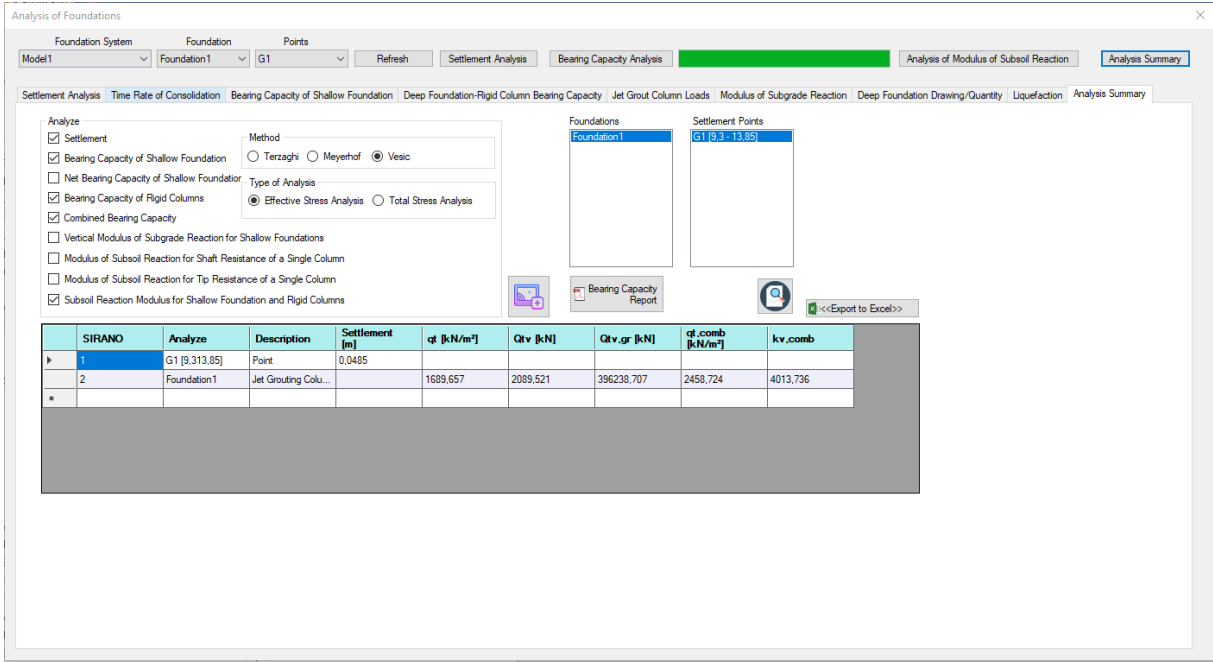 Analysis of Foundations
Foundation System Foundation Points
Model1 Foundation1 G1 Refresh Settlement Analysis Bearing Capacity Analysis Analysis of Modulus of Subsoil Reaction Analysis Summary
Settlement Analysis Time Rate of Consolidation Bearing Capacity of Shallow Foundation Deep Foundation-Rigid Column Bearing Capacity Jet Grout Column Loads Modulus of Subgrade Reaction Deep Foundation Drawing/Quantity Liquefaction Analysis Summary
Analyze
Settlement
Bearing Capacity of Shallow Foundation
Net Bearing Capacity of Shallow Foundation
Bearing Capacity of Rigid Columns
Combined Bearing Capacity
Vertical Modulus of Subgrade Reaction for Shallow Foundations
Modulus of Subsoil Reaction for Shaft Resistance of a Single Column
Modulus of Subsoil Reaction for Tip Resistance of a Single Column
Subsoil Reaction Modulus for Shallow Foundation and Rigid Columns
Method
Terzaghi Meyerhof Vesic
Type of Analysis
Effective Stress Analysis Total Stress Analysis
Foundations
Foundation1
Settlement Points
G1 [9,3 - 13,85]
Bearing Capacity
Report
<<Export to Excel>>
SIRANO Analyze Description Settlement [m] qt [kN/m²] Qtv [kN] Qtv.gr [kN] qt.comb [kN/m²] kv.comb
1 G1 [9,313,85] Point 0,0485
2 Foundation1 Jet Grouting Colu... 1689,657 2089,521 396238,707 2458,724 4013,736